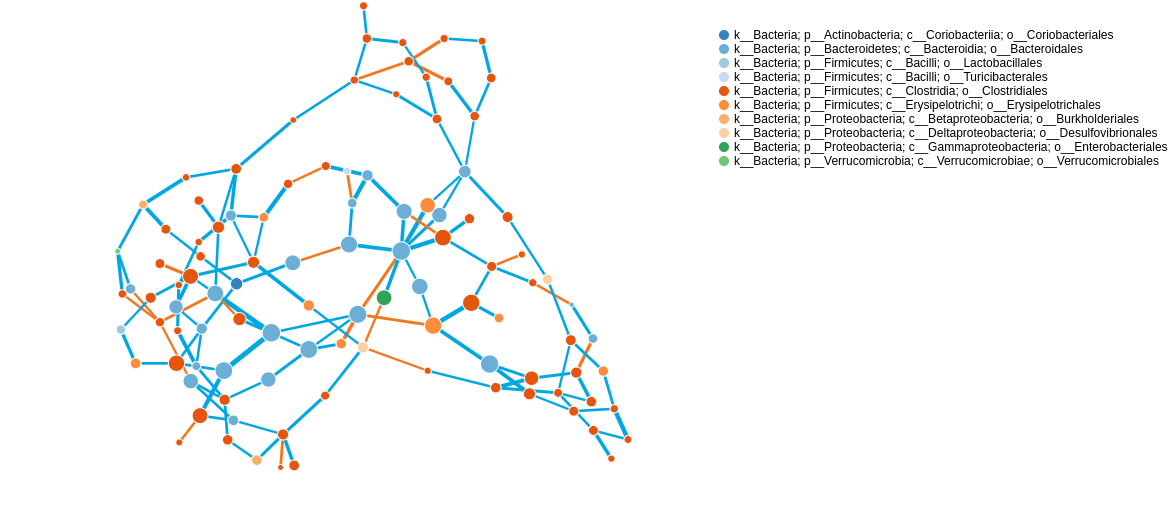 k__Bacteria; p__Actinobacteria; c__Coriobacteriia; o__Coriobacteriales
k__Bacteria; p__Bacteroidetes; c__Bacteroidia; o__Bacteroidales
k__Bacteria; p__Firmicutes; c__Bacilli; o__Lactobacillales
k__Bacteria; p__Firmicutes; c__Bacilli; o__Turicibacterales
k__Bacteria; p__Firmicutes; c__Clostridia; o__Clostridiales
k__Bacteria; p__Firmicutes; c__Erysipelotrichi; o__Erysipelotrichales
k__Bacteria; p__Proteobacteria; c__Betaproteobacteria; o__Burkholderiales
k__Bacteria; p__Proteobacteria; c__Deltaproteobacteria; o__Desulfovibrionales
k__Bacteria; p__Proteobacteria; c__Gammaproteobacteria; o__Enterobacteriales
k__Bacteria; p__Verrucomicrobia; c__Verrucomicrobiae; o__Verrucomicrobiales